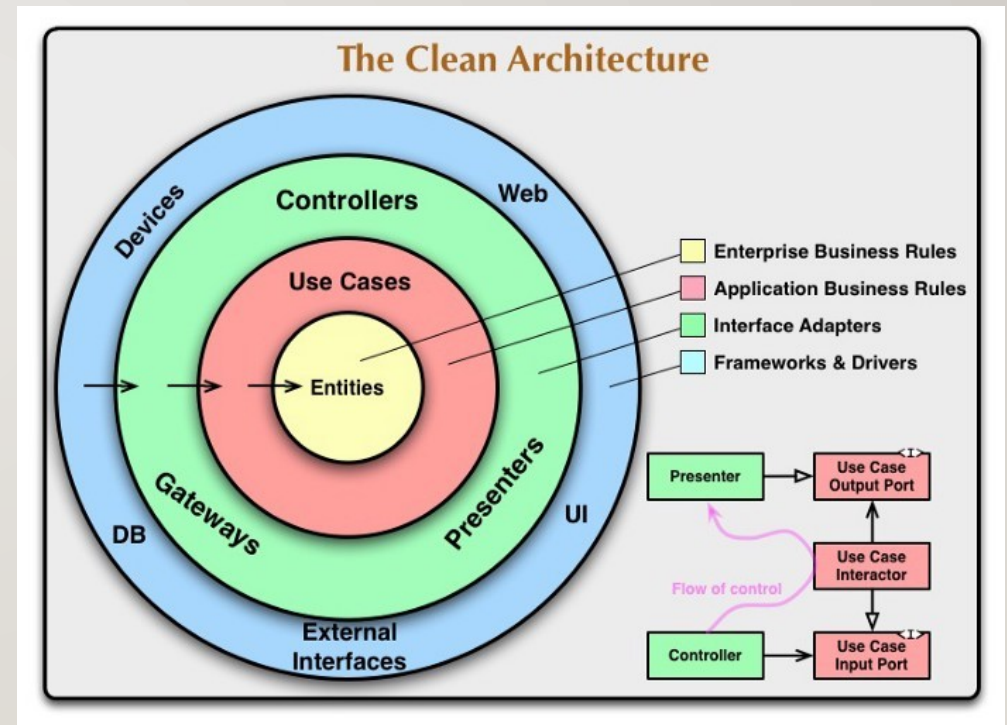 The Clean Architecture
Devices
Controllers
Web
Use Cases
Entities
Gateways
Presenters
DB
UI
External
Interfaces
Enterprise Business Rules
Application Business Rules
Interface Adapters
Frameworks & Drivers
Presenter
Use Case
Output Port
<I>
Flow of control
Use Case
Interactor
Controller
Use Case
Input Port
<I>